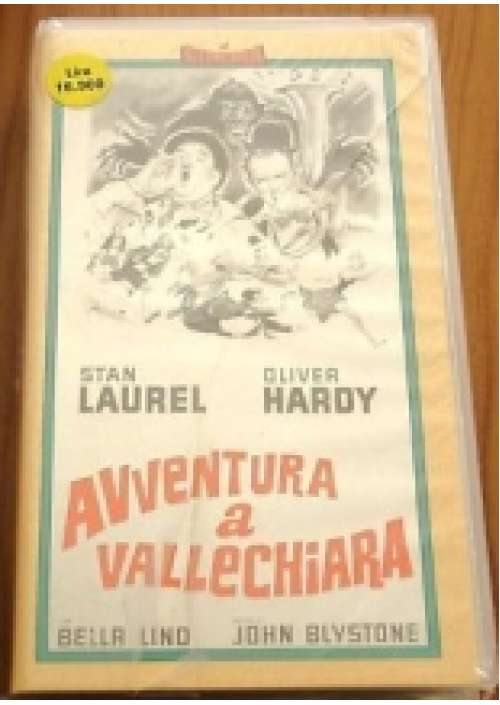 Lire
16.900
STAN OLIVER
LAUREL HARDY
AVVENTURA
a
VALLECHIARA
BELLA LIND JOHN BLYSTONE